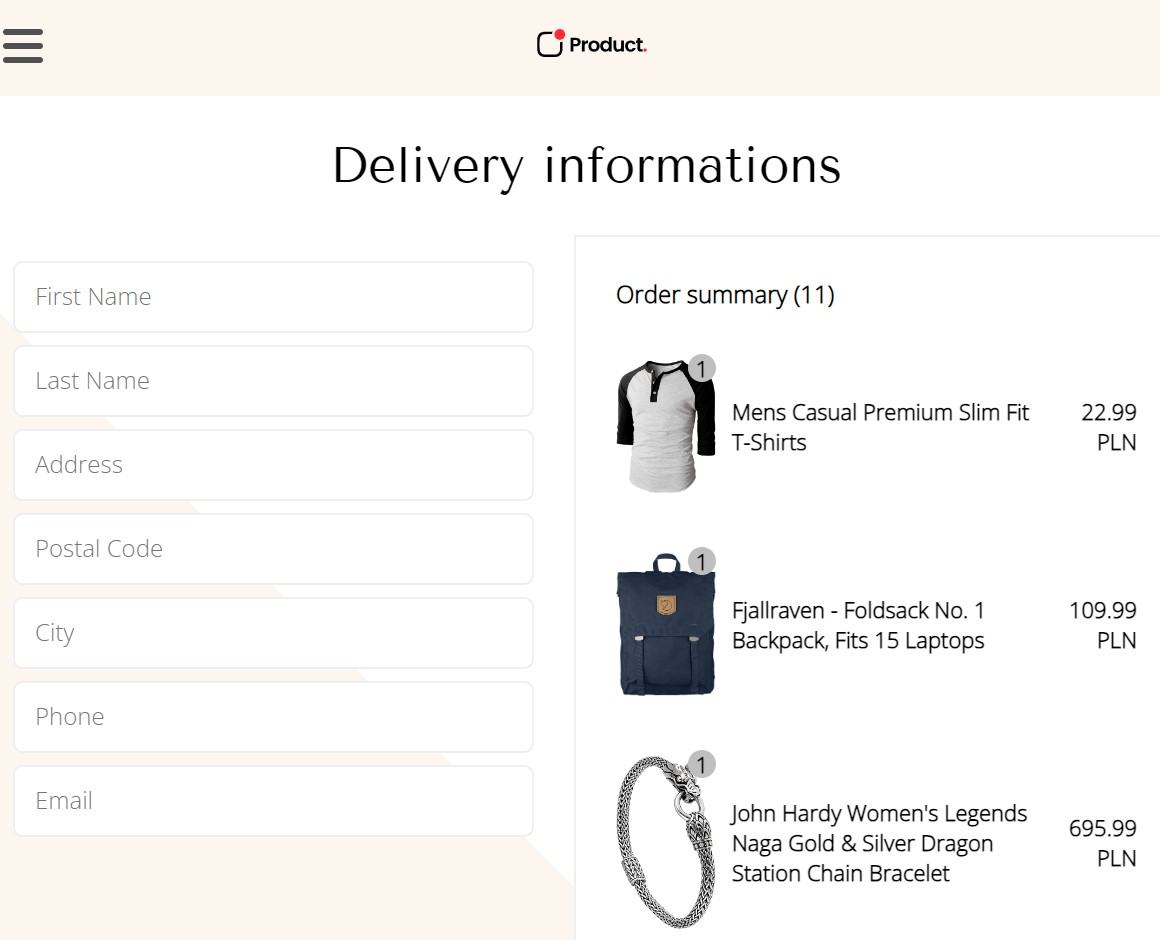 Product.
Delivery informations
First Name
Last Name
Address
Postal Code
City
Phone
Email
Order summary (11)
1
Mens Casual Premium Slim Fit
T-Shirts
22.99
PLN
1
Fjallraven - Foldsack No. 1
Backpack, Fits 15 Laptops
109.99
PLN
1
John Hardy Women's Legends
Naga Gold & Silver Dragon
Station Chain Bracelet
695.99
PLN